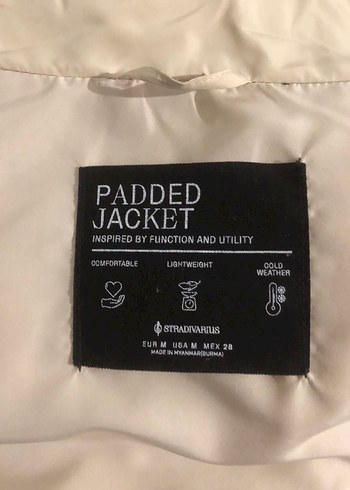 PADDED
JACKET
INSPIRED BY FUNCTION AND UTILITY
COMFORTABLE LIGHTWEIGHT COLD WEATHER
STRADIVARIUS
EUR M USA M MEX 28
MADE IN MYANMAR(BURMA)